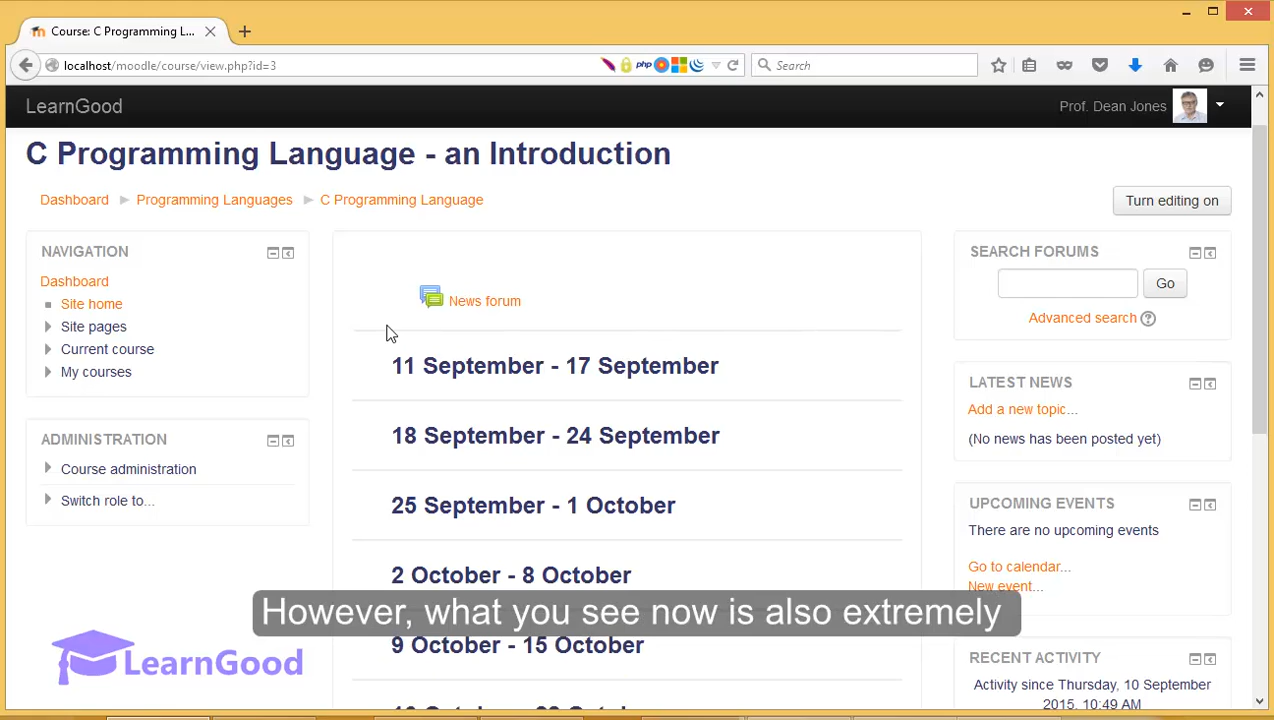 Course: C Programming L...
localhost/moodle/course/view.php?id=3
php
Search
LearnGood
Prof. Dean Jones
C Programming Language - an Introduction
Dashboard
Programming Languages
C Programming Language
Turn editing on
NAVIGATION
Dashboard
Site home
Site pages
Current course
My courses
ADMINISTRATION
Course administration
Switch role to...
News forum
11 September - 17 September
18 September - 24 September
25 September - 1 October
2 October - 8 October
However, what you see now is also extremely
9 October - 15 October
SEARCH FORUMS
Go
Advanced search
LATEST NEWS
Add a new topic...
(No news has been posted yet)
UPCOMING EVENTS
There are no upcoming events
Go to calendar...
New event...
RECENT ACTIVITY
Activity since Thursday, 10 September
2015, 10:49 AM
LearnGood